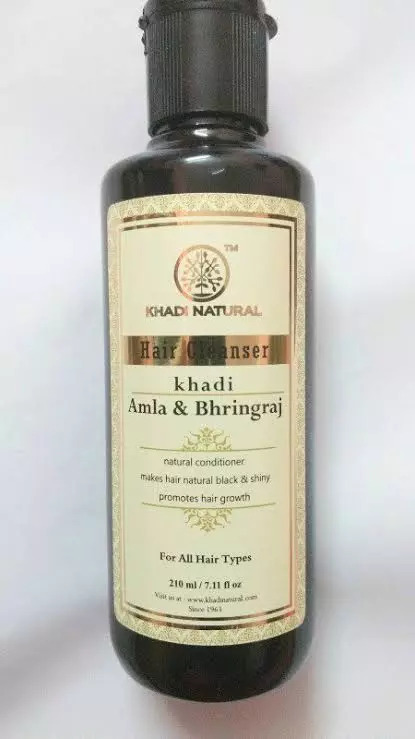 TM
KHADI NATURAL
Hair Cleanser
khadi
Amla & Bhringraj
natural conditioner
makes hair natural black & shiny
promotes hair growth
For All Hair Types
210 ml / 7.11 fl oz
Visit us at - www.khadinatural.com
Since 1963